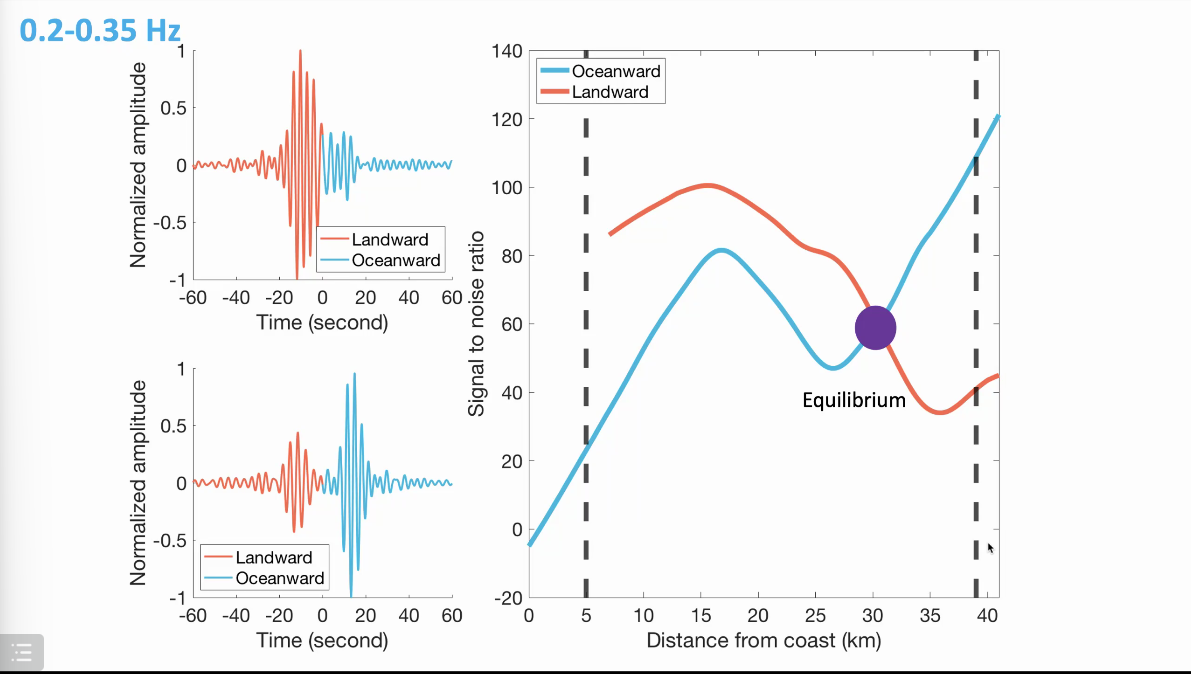 0.2-0.35 Hz
Normalized amplitude
1
0.5
0
-0.5
-1
Landward
Oceanward
-60 -40 -20 0 20 40 60
Time (second)
Normalized amplitude
1
0.5
0
-0.5
-1
Landward
Oceanward
-60 -40 -20 0 20 40 60
Time (second)
Signal to noise ratio
140
120
100
80
60
40
20
0
-20
Oceanward
Landward
Equilibrium
0 5 10 15 20 25 30 35 40
Distance from coast (km)